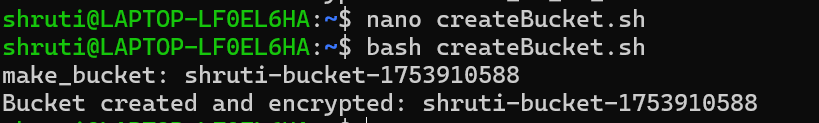 shruti@LAPTOP-LF0EL6HA:~$ nano createBucket.sh
shruti@LAPTOP-LF0EL6HA:~$ bash createBucket.sh
make_bucket: shruti-bucket-1753910588
Bucket created and encrypted: shruti-bucket-1753910588